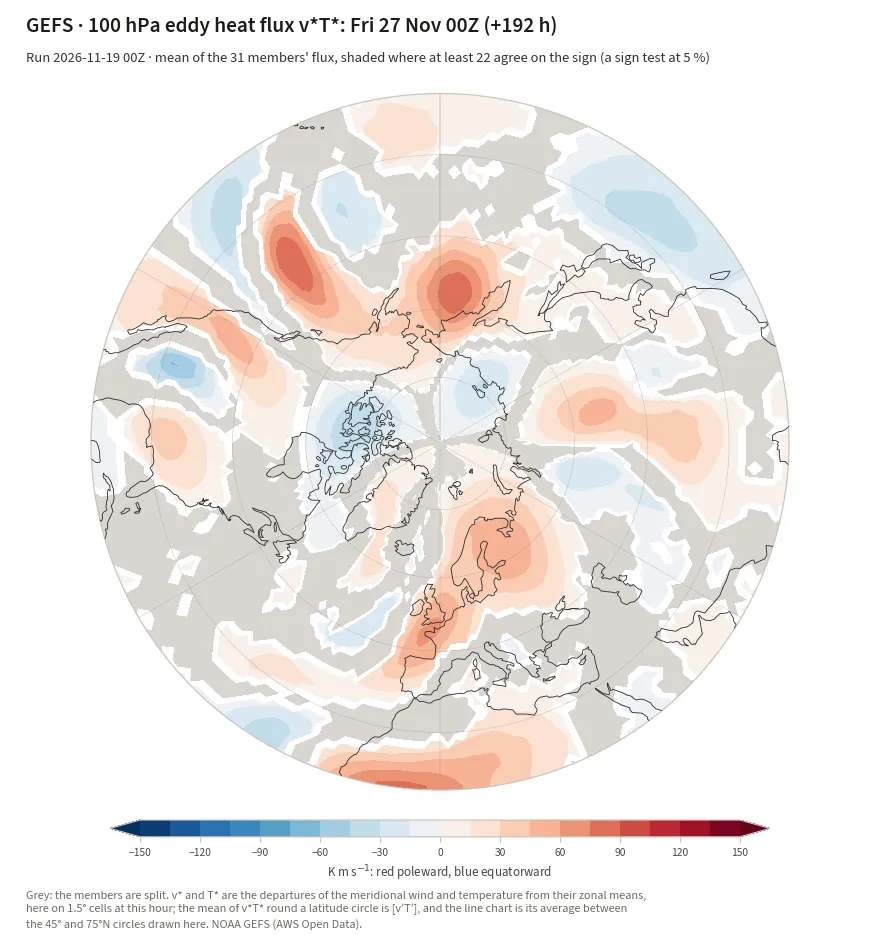 GEFS · 100 hPa eddy heat flux v*T*: Fri 27 Nov 00Z (+192 h)
Run 2026-11-19 00Z · mean of the 31 members' flux, shaded where at least 22 agree on the sign (a sign test at 5 %)
−150 −120 −90 −60 −30 0 30 60 90 120 150
K m s⁻¹: red poleward, blue equatorward
Grey: the members are split. v* and T* are the departures of the meridional wind and temperature from their zonal means,
here on 1.5° cells at this hour; the mean of v*T* round a latitude circle is [v'T'], and the line chart is its average between
the 45° and 75°N circles drawn here. NOAA GEFS (AWS Open Data).